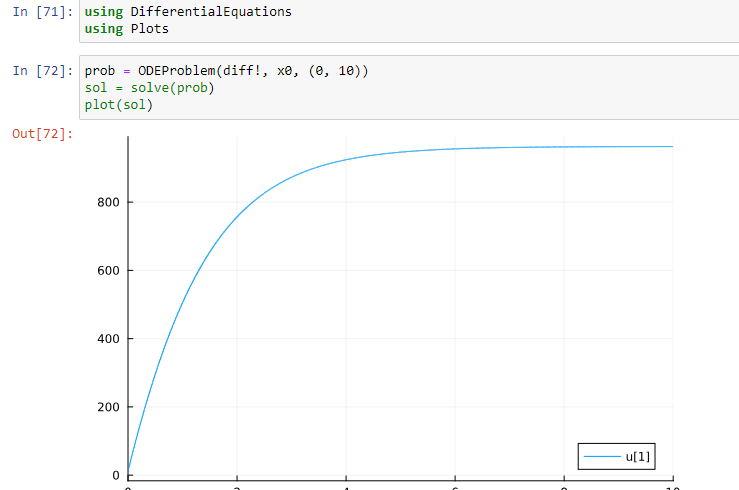 In [71]: using DifferentialEquations
using Plots
In [72]: prob = ODEProblem(diff!, x0, (0, 10))
sol = solve(prob)
plot(sol)
Out[72]:
800
600
400
200
0
u[1]